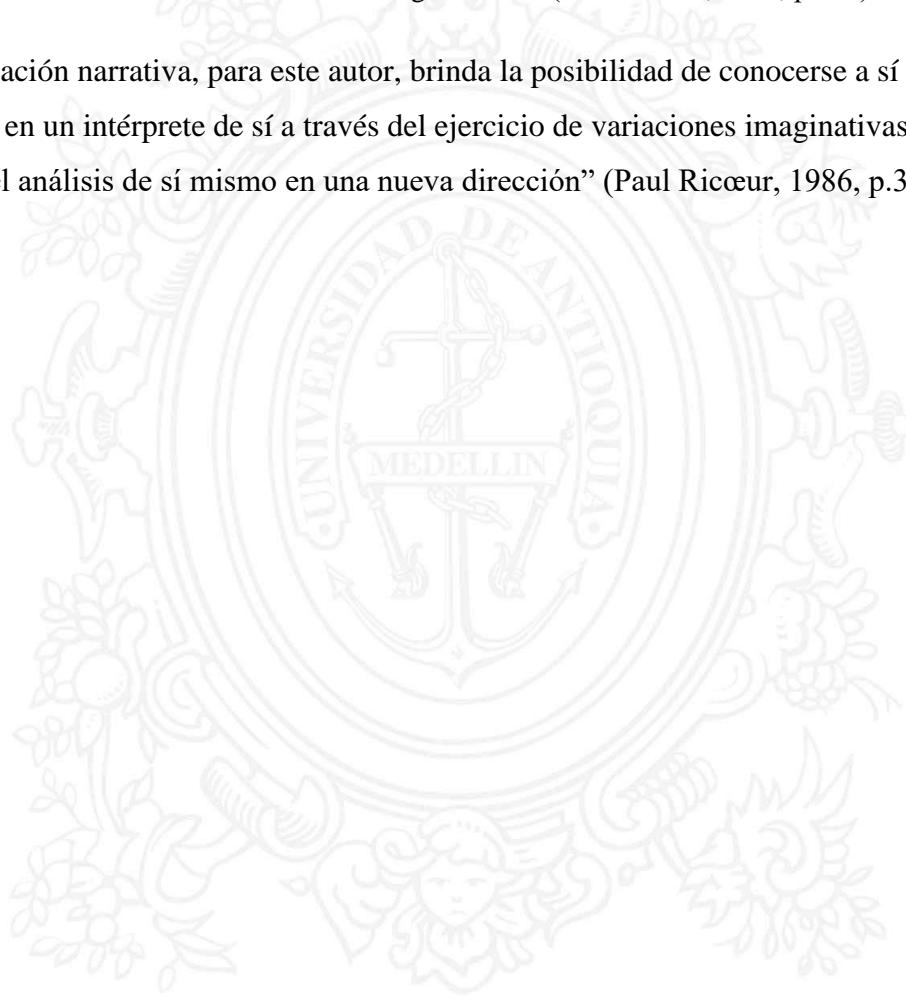 ación narrativa, para este autor, brinda la posibilidad de conocerse a sí
en un intérprete de sí a través del ejercicio de variaciones imaginativas
l análisis de sí mismo en una nueva dirección” (Paul Ricœur, 1986, p.3
UNIVERSIDAD DE ANTIOQUIA
MEDELLIN